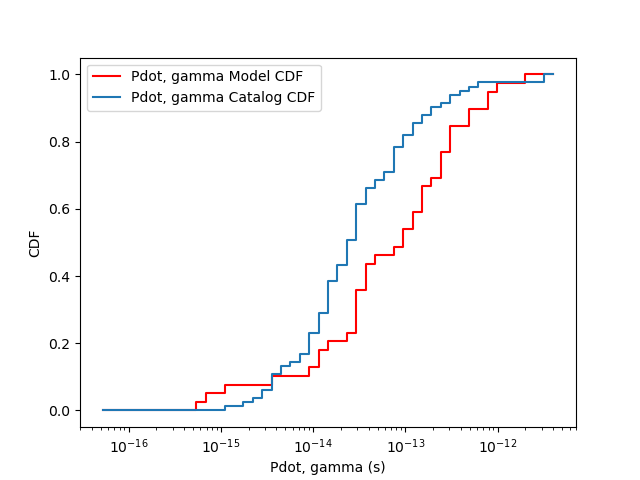 Pdot, gamma Model CDF
Pdot, gamma Catalog CDF
1.0
0.8
0.6
0.4
0.2
0.0
CDF
10⁻¹⁶
10⁻¹⁵
10⁻¹⁴
10⁻¹³
10⁻¹²
Pdot, gamma (s)